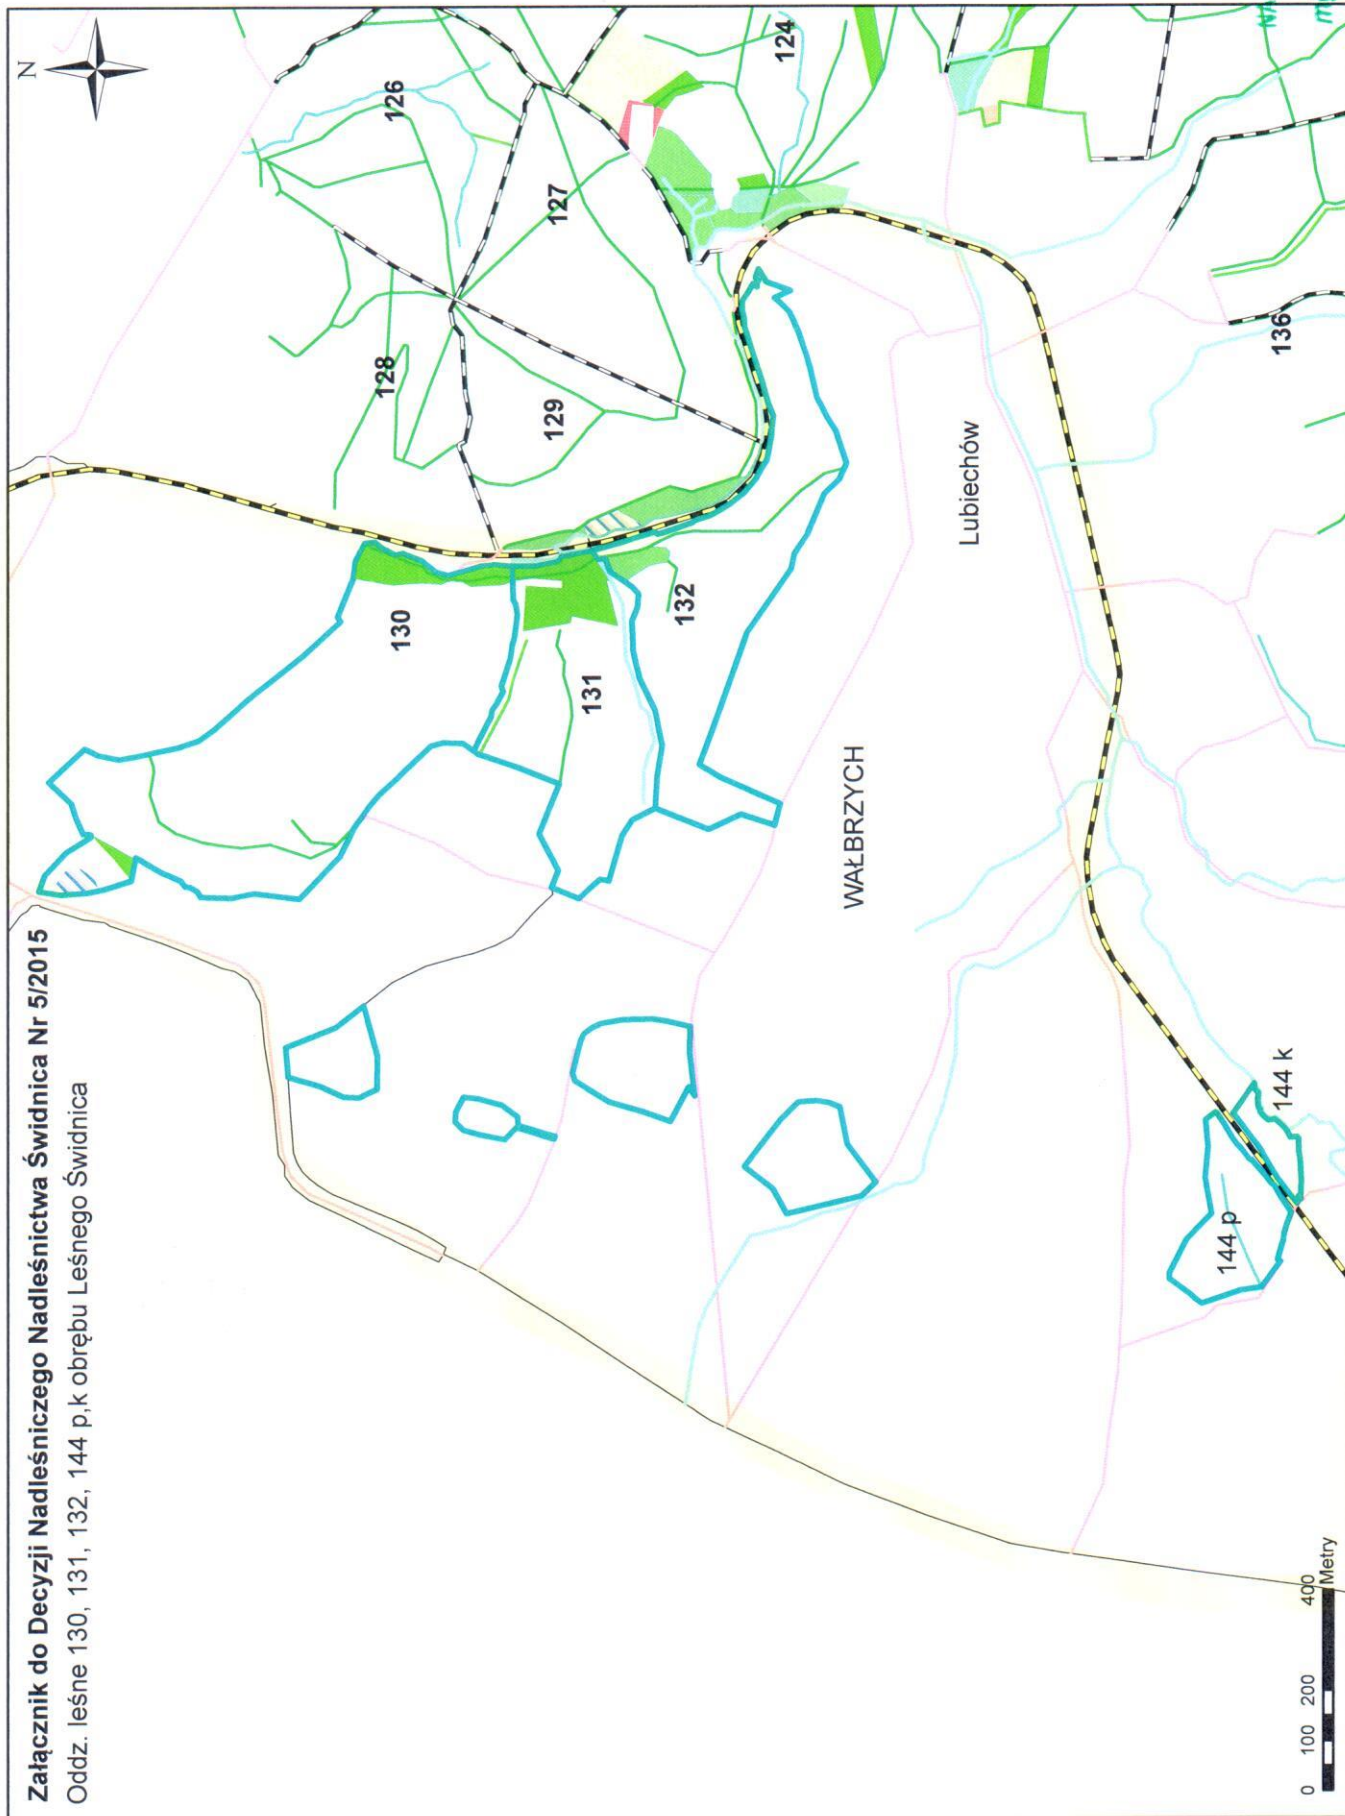 Załącznik do Decyzji Nadleśniczego Nadleśnictwa Świdnica Nr 5/2015
Oddz. leśne 130, 131, 132, 144 p,k obrębu Leśnego Świdnica
N
126
124
127
128
129
130
131
132
136
Lubiechów
WAŁBRZYCH
144 k
144 p
0 100 200 400
Metry